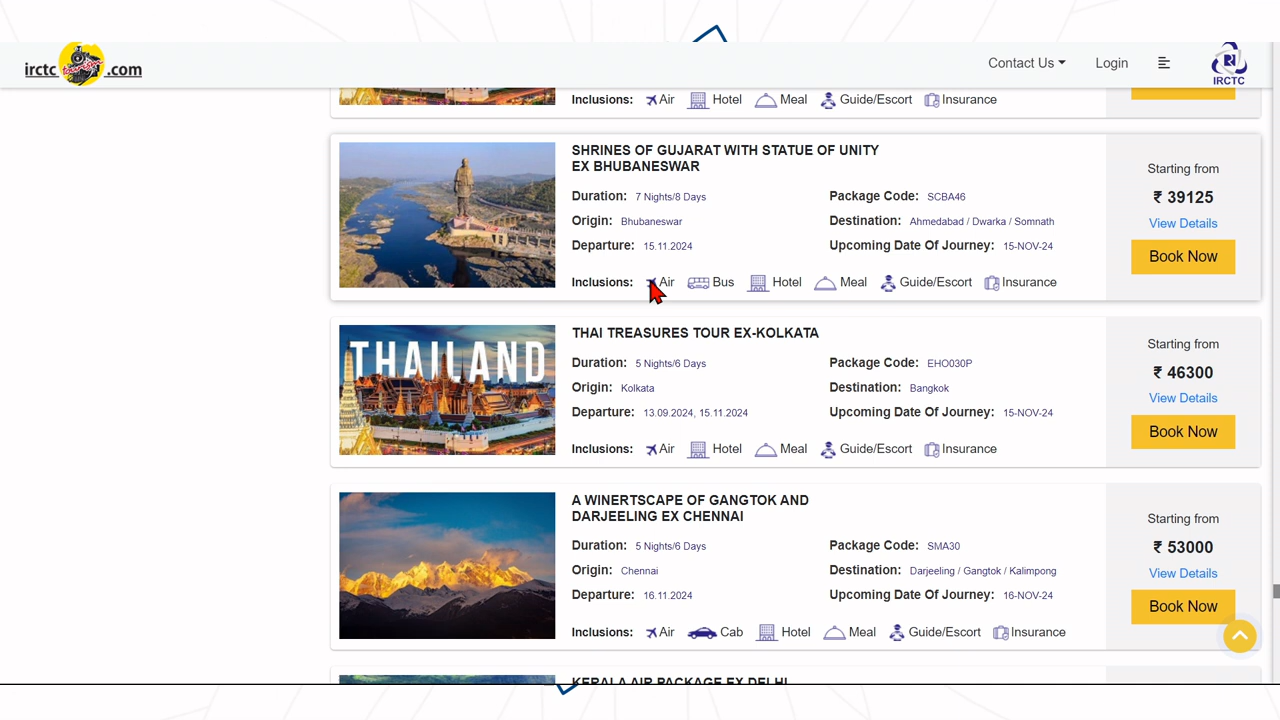 irctc tourism .com
Contact Us
Login
IRCTC
Inclusions: Air Hotel Meal Guide/Escort Insurance
SHRINES OF GUJARAT WITH STATUE OF UNITY
EX BHUBANESWAR
Duration: 7 Nights/8 Days
Package Code: SCBA46
Origin: Bhubaneswar
Destination: Ahmedabad / Dwarka / Somnath
Departure: 15.11.2024
Upcoming Date Of Journey: 15-NOV-24
Inclusions: Air Bus Hotel Meal Guide/Escort Insurance
Starting from
₹ 39125
View Details
Book Now
THAILAND
THAI TREASURES TOUR EX-KOLKATA
Duration: 5 Nights/6 Days
Package Code: EHO030P
Origin: Kolkata
Destination: Bangkok
Departure: 13.09.2024, 15.11.2024
Upcoming Date Of Journey: 15-NOV-24
Inclusions: Air Hotel Meal Guide/Escort Insurance
Starting from
₹ 46300
View Details
Book Now
A WINERTSCAPE OF GANGTOK AND
DARJEELING EX CHENNAI
Duration: 5 Nights/6 Days
Package Code: SMA30
Origin: Chennai
Destination: Darjeeling / Gangtok / Kalimpong
Departure: 16.11.2024
Upcoming Date Of Journey: 16-NOV-24
Inclusions: Air Cab Hotel Meal Guide/Escort Insurance
Starting from
₹ 53000
View Details
Book Now
KERALA AIR PACKAGE EX DELHI